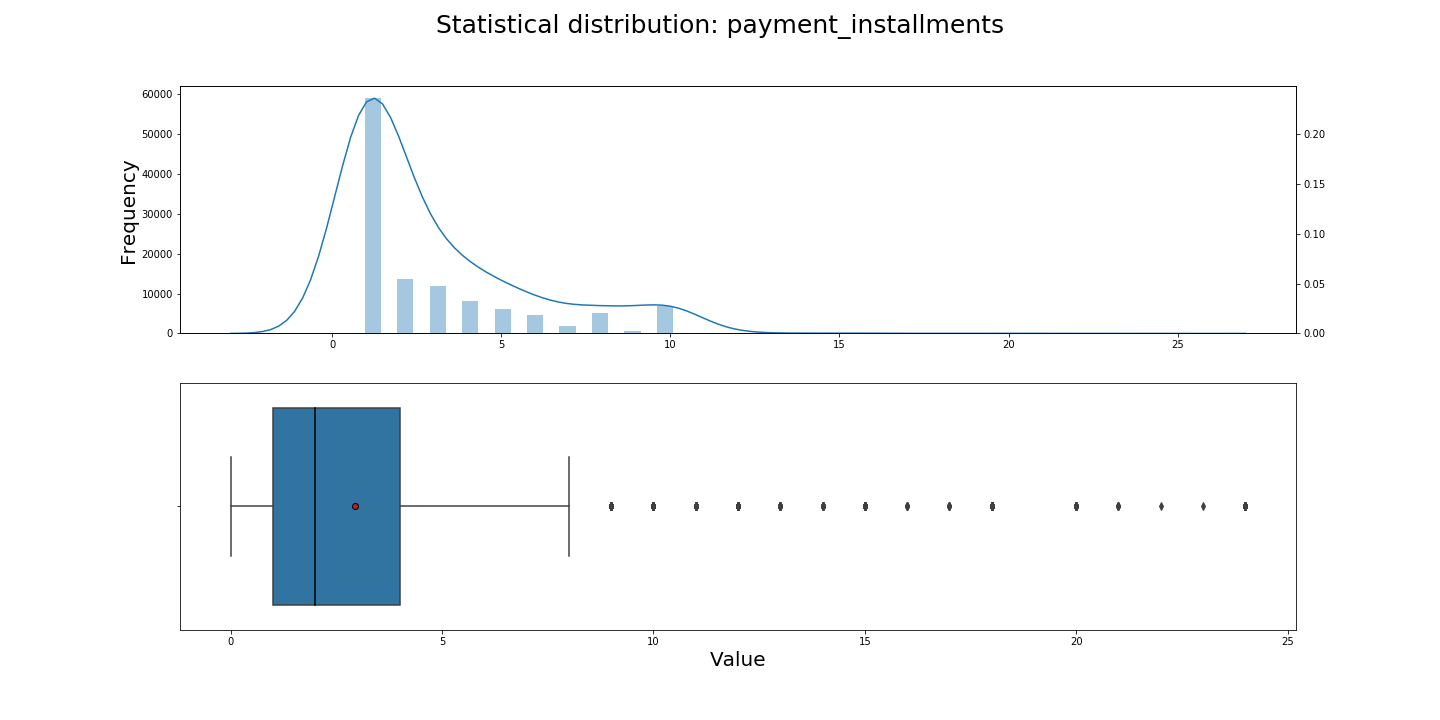 Statistical distribution: payment_installments
60000
50000
40000
30000
20000
10000
0
Frequency
0.20
0.15
0.10
0.05
0.00
0 5 10 15 20 25
0 5 10 15 20 25
Value